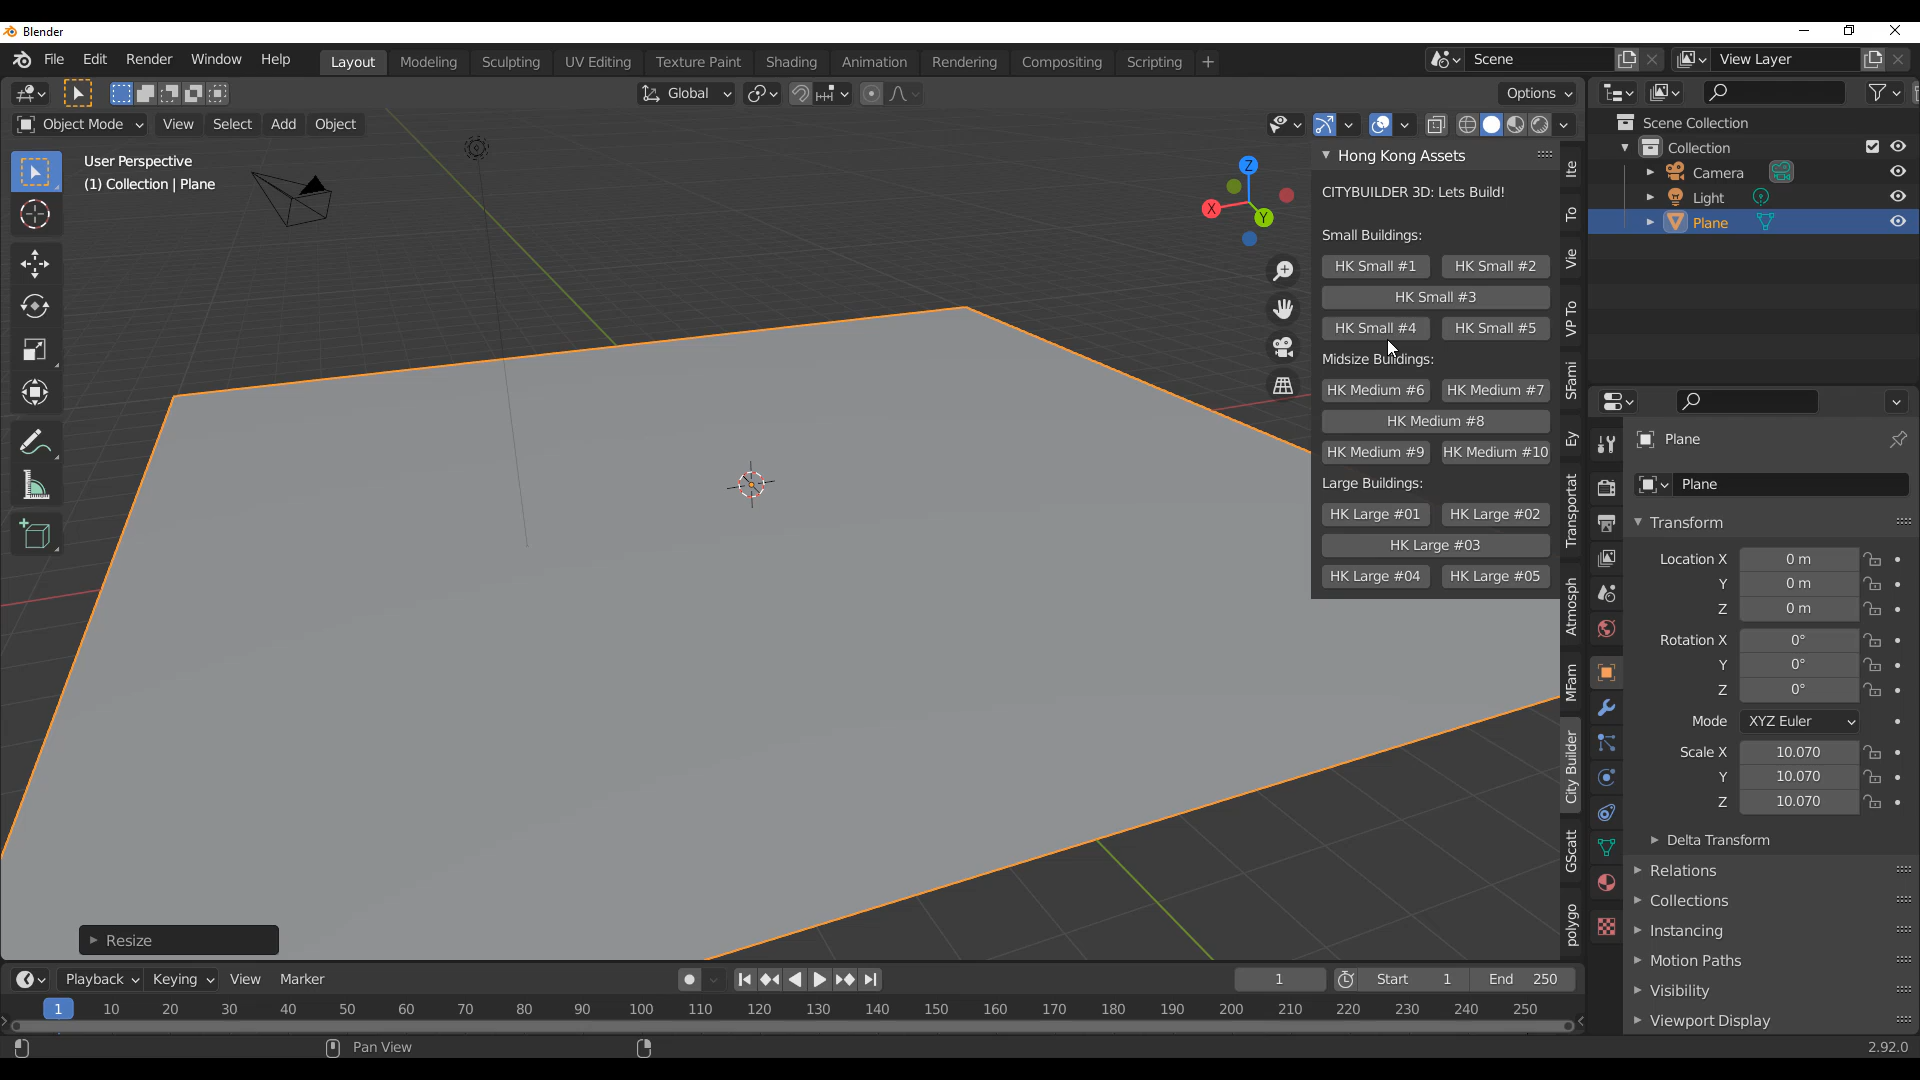 Blender
File Edit Render Window Help Layout Modeling Sculpting UV Editing Texture Paint Shading Animation Rendering Compositing Scripting + Scene View Layer
Global Options
Object Mode View Select Add Object
User Perspective
(1) Collection | Plane
Z
X
Y
Hong Kong Assets
CITYBUILDER 3D: Lets Build!
Small Buildings:
HK Small #1 HK Small #2
HK Small #3
HK Small #4 HK Small #5
Midsize Buildings:
HK Medium #6 HK Medium #7
HK Medium #8
HK Medium #9 HK Medium #10
Large Buildings:
HK Large #01 HK Large #02
HK Large #03
HK Large #04 HK Large #05
Ite
To
Vie
VP To
SFami
Ey
Transportat
Atmosph
MFam
City Builder
GScatt
polygo
Scene Collection
Collection
Camera
Light
Plane
Plane
Plane
Transform
Location X 0 m
Y 0 m
Z 0 m
Rotation X 0°
Y 0°
Z 0°
Mode XYZ Euler
Scale X 10.070
Y 10.070
Z 10.070
Delta Transform
Relations
Collections
Instancing
Motion Paths
Visibility
Viewport Display
Resize
Playback Keying View Marker 1 Start 1 End 250
1 10 20 30 40 50 60 70 80 90 100 110 120 130 140 150 160 170 180 190 200 210 220 230 240 250
Pan View 2.92.0